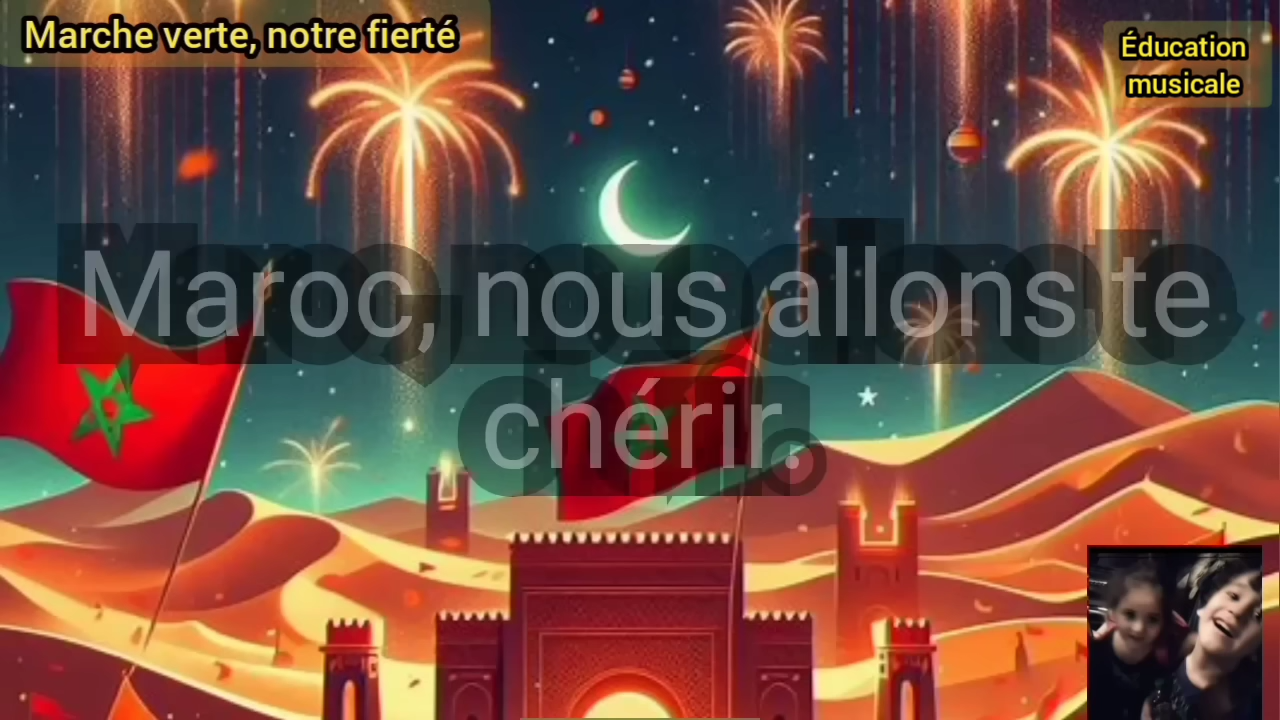 Marche verte, notre fierté
Éducation
musicale
Maroc, nous allons te
chérir.